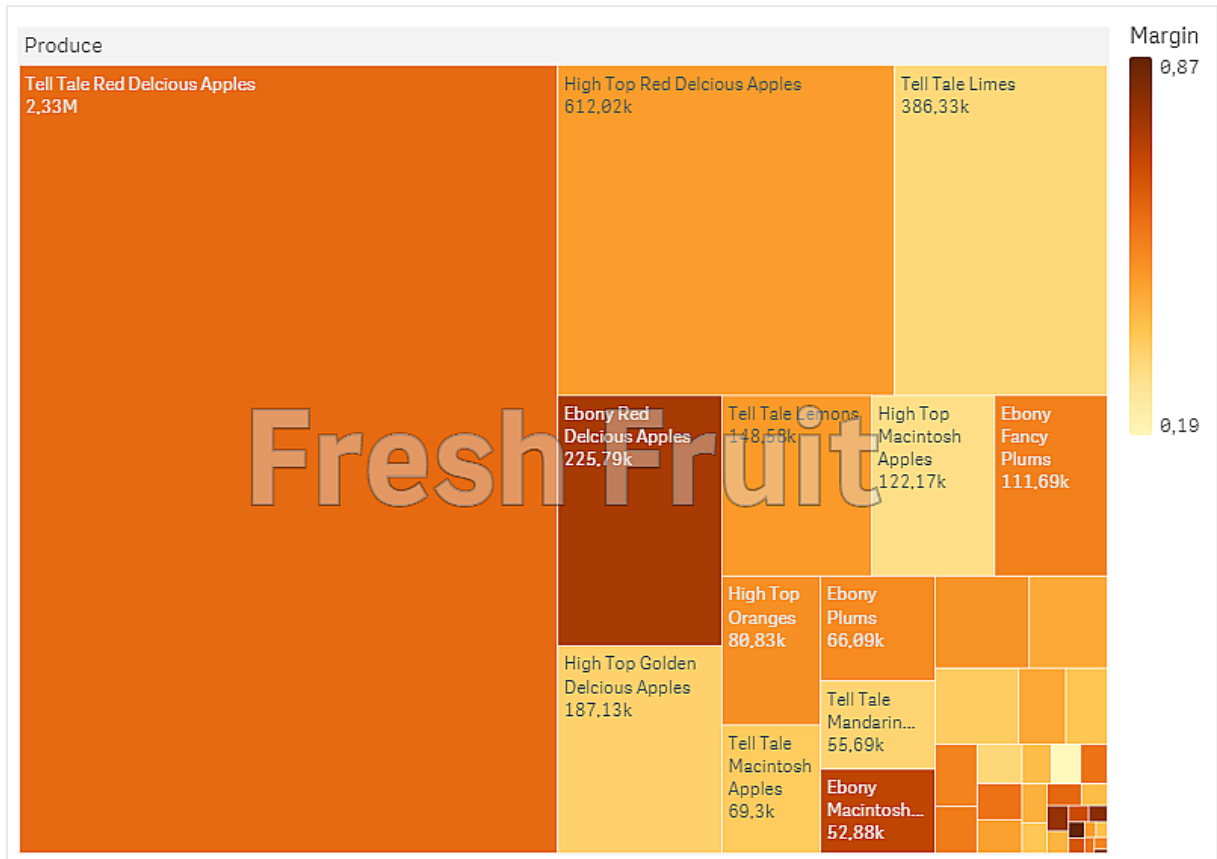 Produce
Margin
0,87
0,19
Tell Tale Red Delcious Apples
2,33M
High Top Red Delcious Apples
612,02k
Tell Tale Limes
386,33k
Fresh Fruit
Ebony Red
Delcious Apples
225,79k
Tell Tale Lemons
148,58k
High Top
Macintosh
Apples
122,17k
Ebony
Fancy
Plums
111,69k
High Top
Oranges
80,83k
Ebony
Plums
66,09k
High Top Golden
Delcious Apples
187,13k
Tell Tale
Mandarin...
55,69k
Tell Tale
Macintosh
Apples
69,3k
Ebony
Macintosh...
52,88k